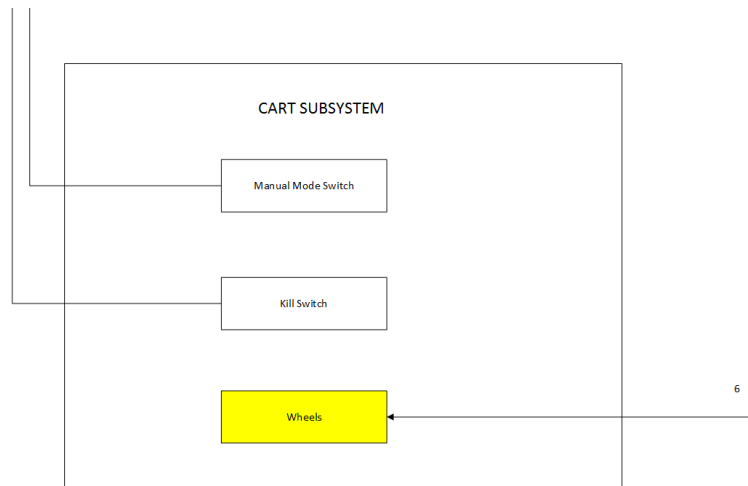 CART SUBSYSTEM
Manual Mode Switch
Kill Switch
6
Wheels